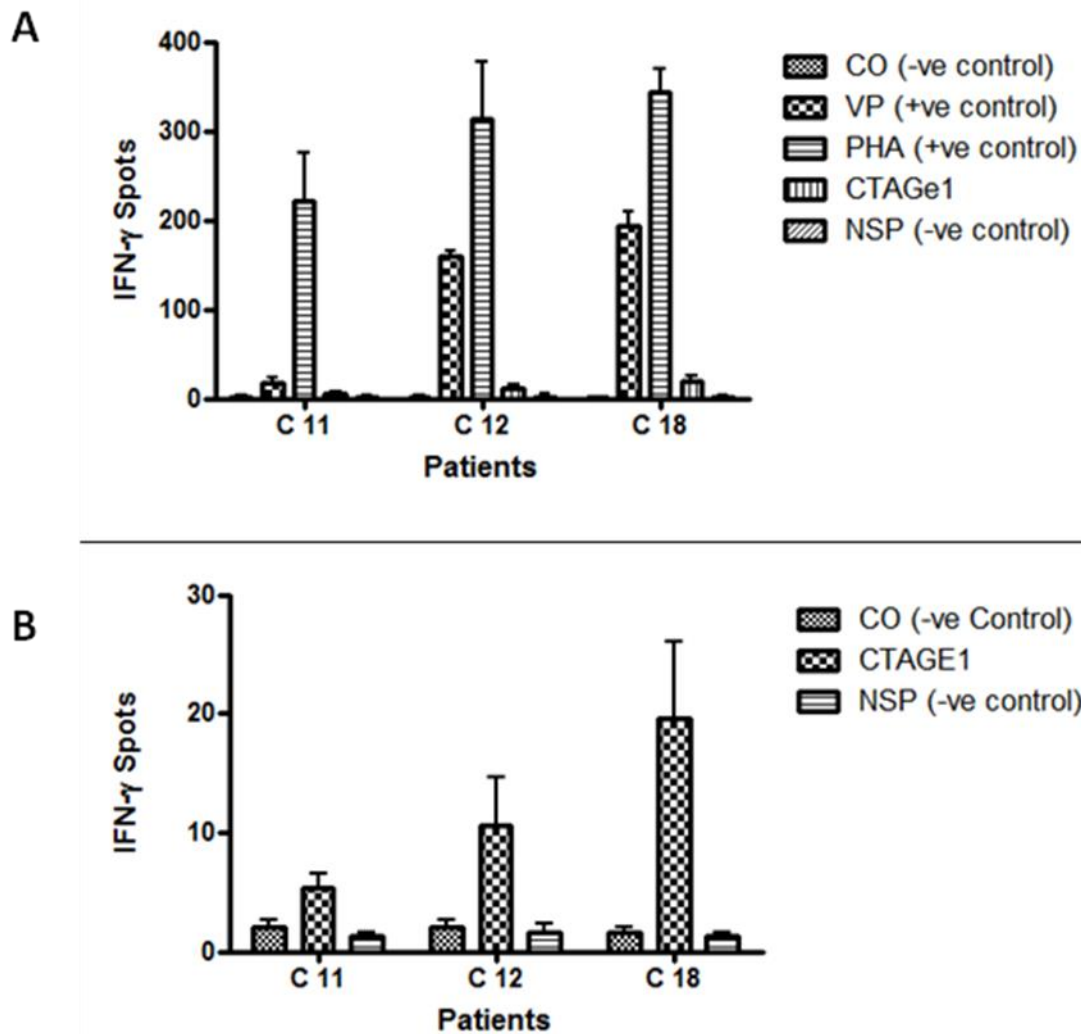 A
400
300
200
100
0
IFN-γ Spots
C 11 C 12 C 18
Patients
CO (-ve control)
VP (+ve control)
PHA (+ve control)
CTAGe1
NSP (-ve control)
B
30
20
10
0
IFN-γ Spots
C 11 C 12 C 18
Patients
CO (-ve Control)
CTAGE1
NSP (-ve control)